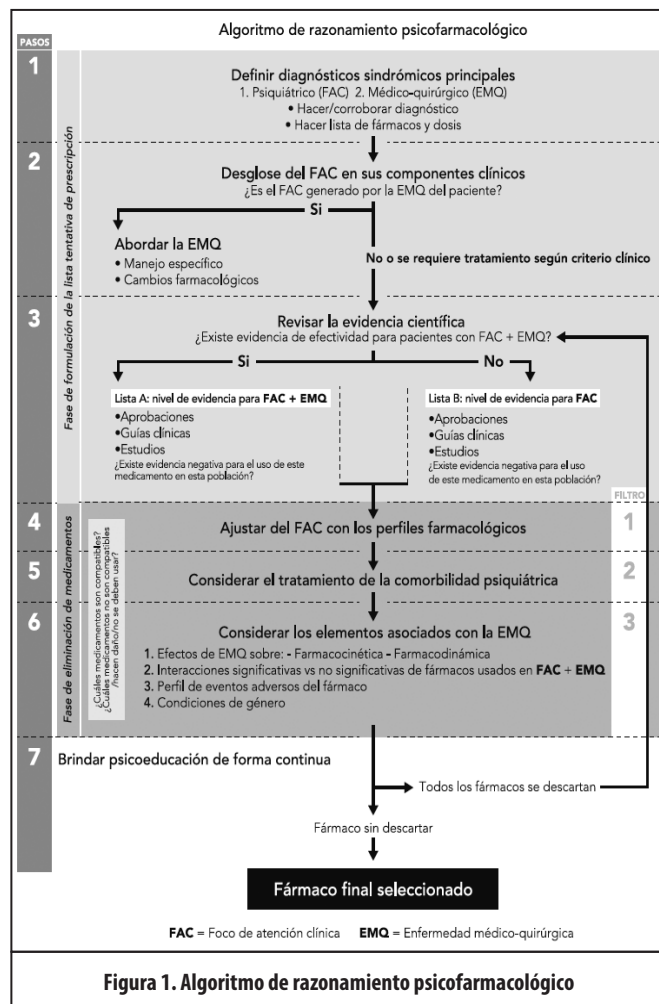 Algoritmo de razonamiento psicofarmacológico
PASOS
1
Definir diagnósticos sindrómicos principales
1. Psiquiátrico (FAC) 2. Médico-quirúrgico (EMQ)
• Hacer/corroborar diagnóstico
• Hacer lista de fármacos y dosis
2
Desglose del FAC en sus componentes clínicos
¿Es el FAC generado por la EMQ del paciente?
Si
Abordar la EMQ
• Manejo específico
• Cambios farmacológicos
No o se requiere tratamiento según criterio clínico
Fase de formulación de la lista tentativa de prescripción
3
Revisar la evidencia científica
¿Existe evidencia de efectividad para pacientes con FAC + EMQ?
Si
No
Lista A: nivel de evidencia para FAC + EMQ
•Aprobaciones
•Guías clínicas
•Estudios
¿Existe evidencia negativa para el uso de este
medicamento en esta población?
Lista B: nivel de evidencia para FAC
•Aprobaciones
•Guías clínicas
•Estudios
¿Existe evidencia negativa para el uso
de este medicamento en esta población?
FILTRO
4
Ajustar del FAC con los perfiles farmacológicos
1
5
Considerar el tratamiento de la comorbilidad psiquiátrica
2
6
Considerar los elementos asociados con la EMQ
3
1. Efectos de EMQ sobre: - Farmacocinética - Farmacodinámica
2. Interacciones significativas vs no significativas de fármacos usados en FAC + EMQ
3. Perfil de eventos adversos del fármaco
4. Condiciones de género
Fase de eliminación de medicamentos
¿Cuáles medicamentos son compatibles?
¿Cuáles medicamentos no son compatibles
/hacen daño/no se deben usar?
7
Brindar psicoeducación de forma continua
Todos los fármacos se descartan
Fármaco sin descartar
Fármaco final seleccionado
FAC = Foco de atención clínica EMQ = Enfermedad médico-quirúrgica
Figura 1. Algoritmo de razonamiento psicofarmacológico